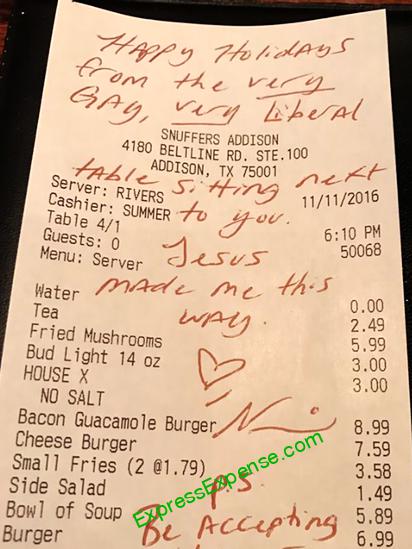 Happy Holidays
from the very
Gay, very Liberal
SNUFFERS ADDISON
4180 BELTLINE RD. STE.100
ADDISON, TX 75001
table sitting next
Server: RIVERS 11/11/2016
Cashier: SUMMER
to you.
Table 4/1 6:10 PM
Guests: 0 50068
Jesus
Menu: Server
made me this
Water 0.00
way.
Tea 2.49
Fried Mushrooms 5.99
Bud Light 14 oz 3.00
HOUSE X 3.00
NO SALT
Bacon Guacamole Burger 8.99
Cheese Burger 7.59
ExpressExpense.com
Small Fries (2 @1.79) 3.58
p.s.
Side Salad 1.49
Be Accepting
Bowl of Soup 5.89
Burger 6.99